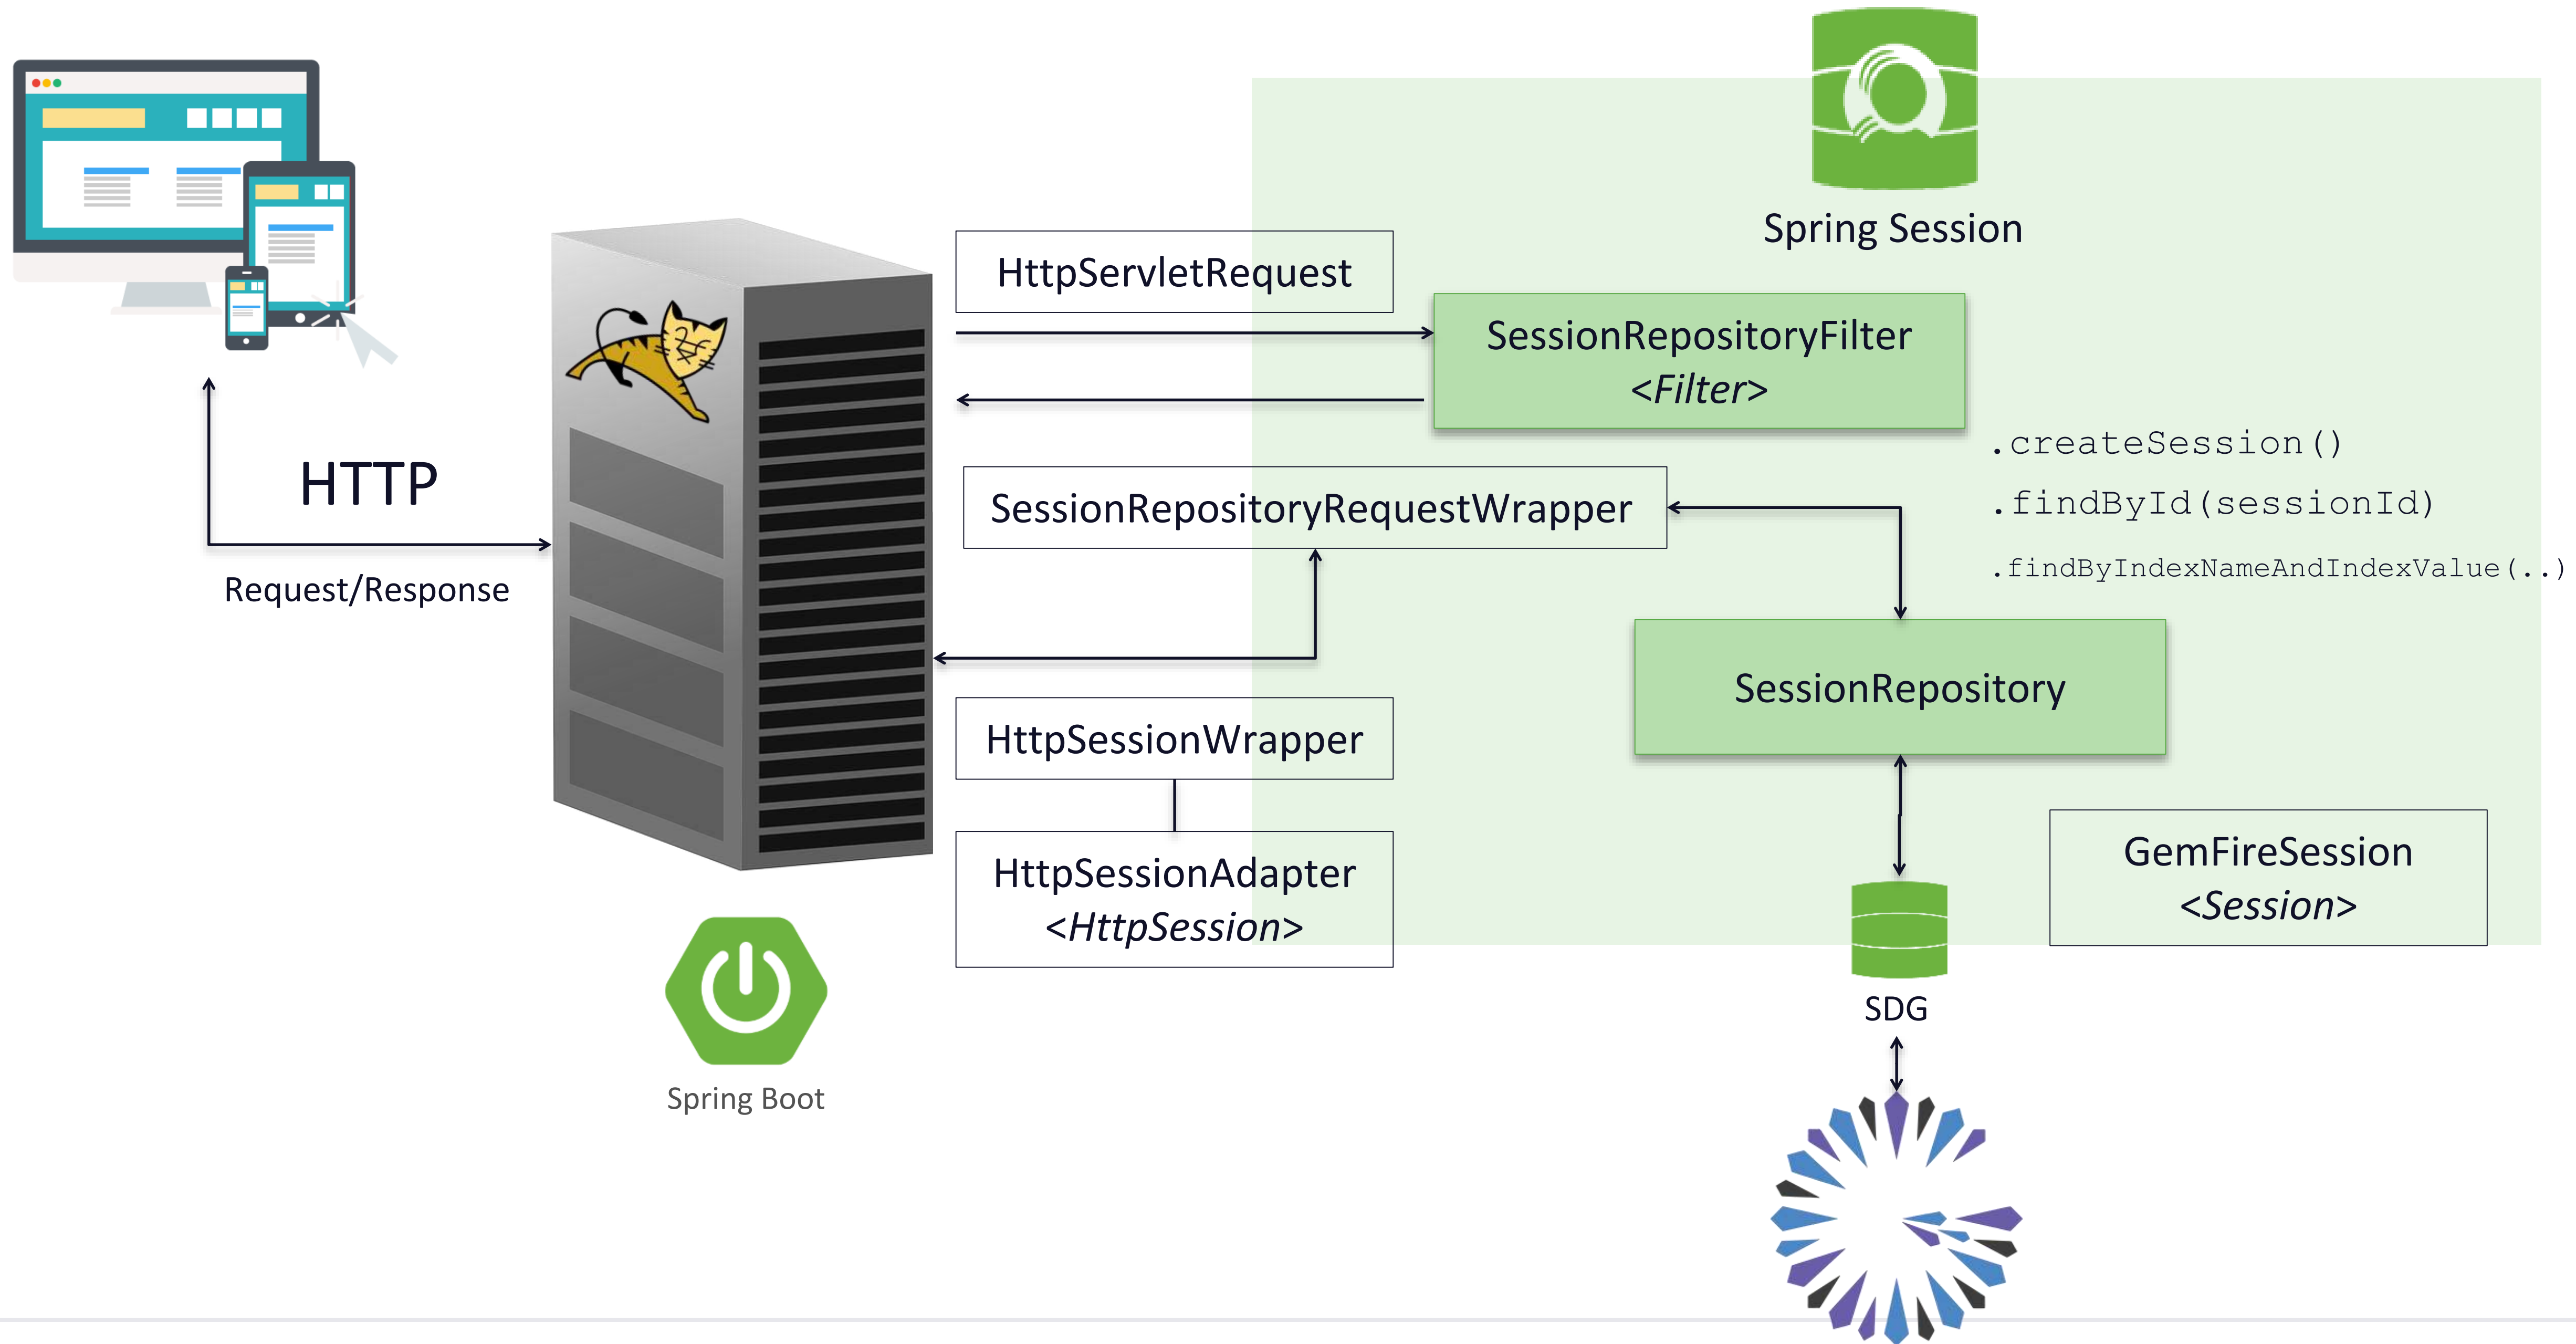 Spring Session
HttpServletRequest
SessionRepositoryFilter
<Filter>
.createSession()
.findById(sessionId)
.findByIndexNameAndIndexValue(..)
HTTP
Request/Response
SessionRepositoryRequestWrapper
SessionRepository
HttpSessionWrapper
HttpSessionAdapter
<HttpSession>
GemFireSession
<Session>
SDG
Spring Boot